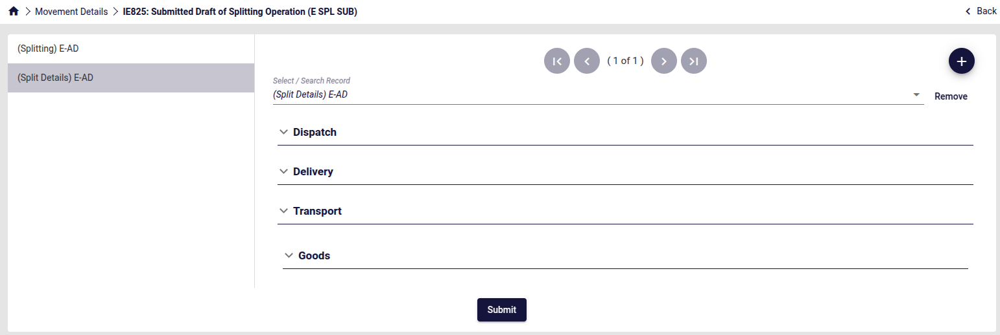 Movement Details
IE825: Submitted Draft of Splitting Operation (E SPL SUB)
Back
(Splitting) E-AD
(Split Details) E-AD
( 1 of 1 )
Select / Search Record
(Split Details) E-AD
Remove
Dispatch
Delivery
Transport
Goods
Submit